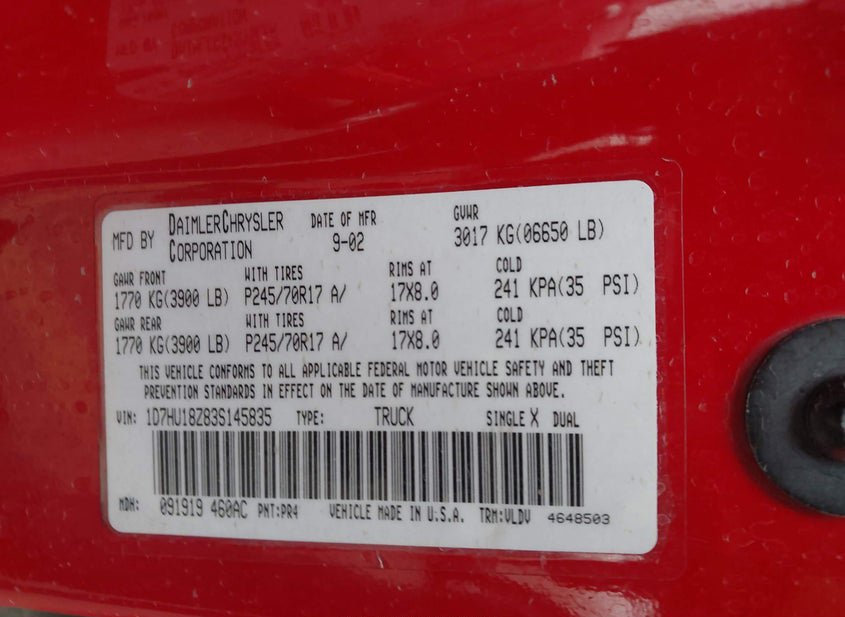 MFD BY DAIMLERCHRYSLER CORPORATION
DATE OF MFR
9-02
GVWR
3017 KG(06650 LB)
GAWR FRONT WITH TIRES RIMS AT COLD
1770 KG(3900 LB) P245/70R17 A/ 17X8.0 241 KPA(35 PSI)
GAWR REAR WITH TIRES RIMS AT COLD
1770 KG(3900 LB) P245/70R17 A/ 17X8.0 241 KPA(35 PSI)
THIS VEHICLE CONFORMS TO ALL APPLICABLE FEDERAL MOTOR VEHICLE SAFETY AND THEFT
PREVENTION STANDARDS IN EFFECT ON THE DATE OF MANUFACTURE SHOWN ABOVE.
VIN: 1D7HU18Z83S145835 TYPE: TRUCK SINGLE X DUAL
MDH: 091919 460AC PNT:PR4 VEHICLE MADE IN U.S.A. TRM:VLDV 4648503